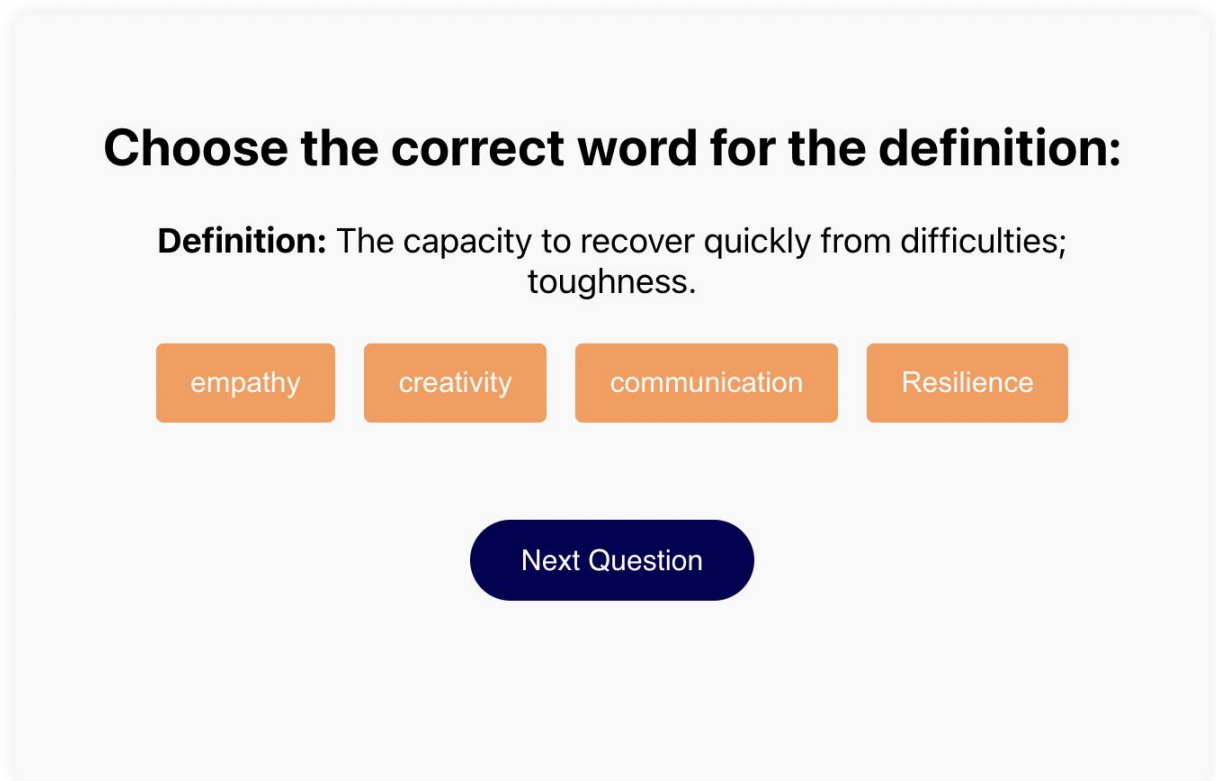 Choose the correct word for the definition:
Definition: The capacity to recover quickly from difficulties;
toughness.
empathy creativity communication Resilience
Next Question